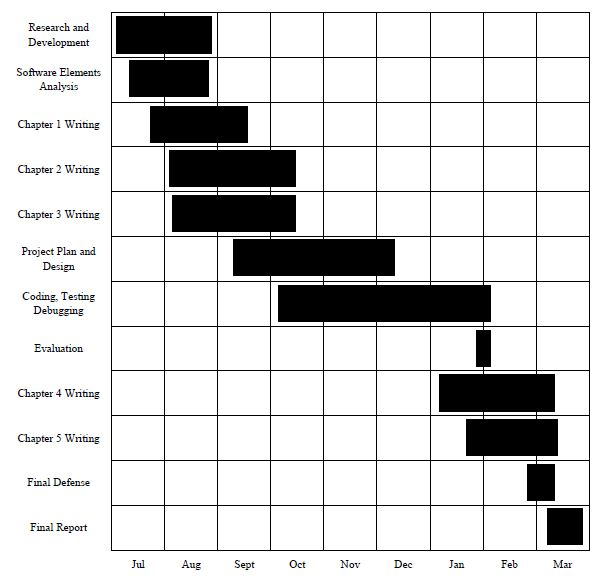 Research and
Development
Software Elements
Analysis
Chapter 1 Writing
Chapter 2 Writing
Chapter 3 Writing
Project Plan and
Design
Coding, Testing
Debugging
Evaluation
Chapter 4 Writing
Chapter 5 Writing
Final Defense
Final Report
Jul Aug Sept Oct Nov Dec Jan Feb Mar